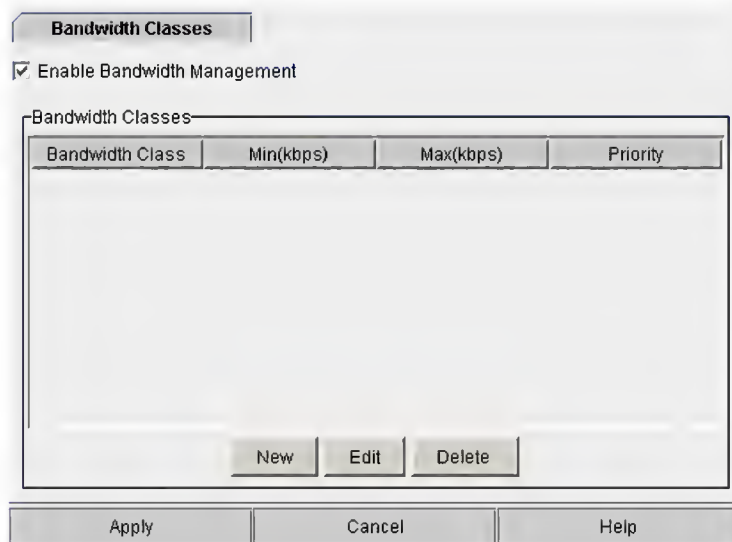 Bandwidth Classes
Enable Bandwidth Management
Bandwidth Classes
Bandwidth Class Min(kbps) Max(kbps) Priority
New Edit Delete
Apply Cancel Help